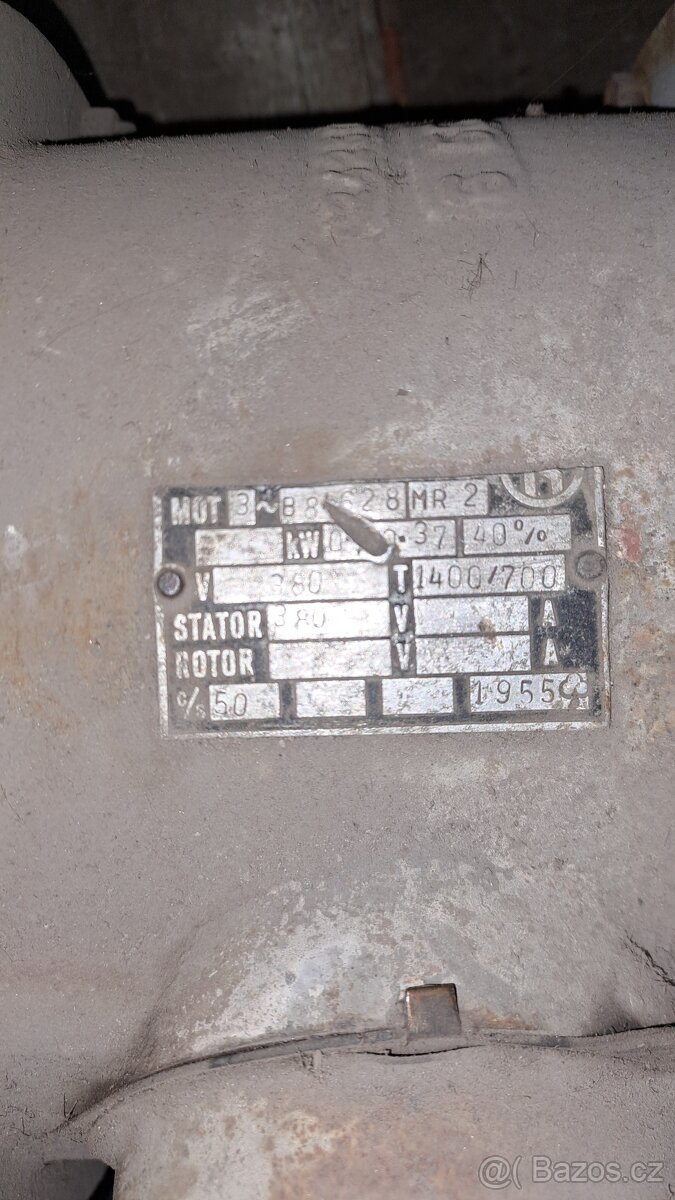 MOT 3~ MR 2
kW 40%
V 380 T 1400/700
STATOR 380 V A
ROTOR V A
c/s 50 1955
@( Bazos.cz